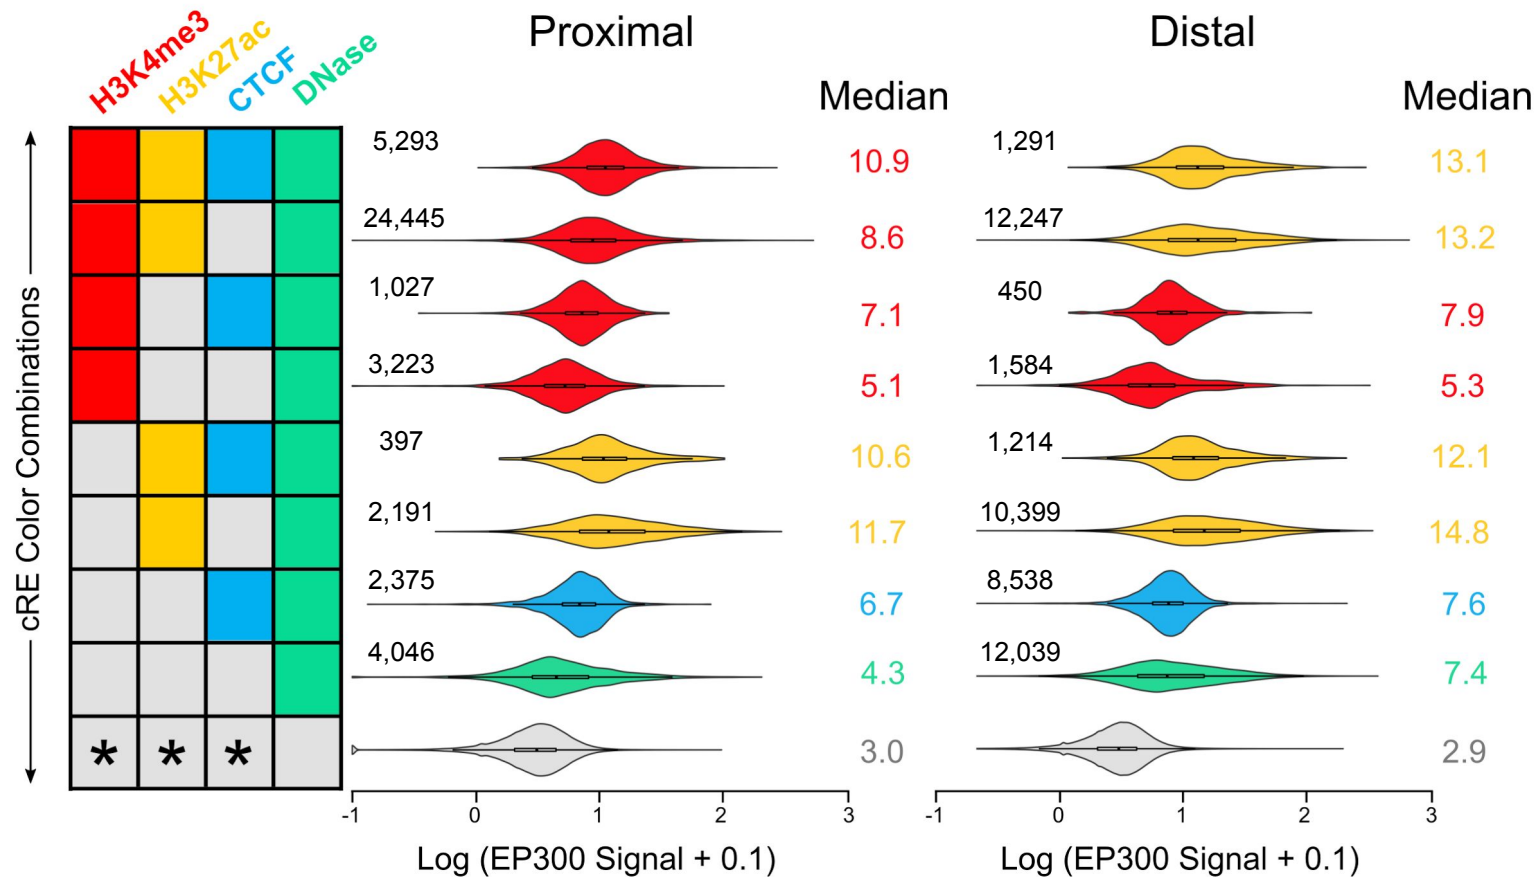 Proximal
Distal
H3K4me3
H3K27ac
CTCF
DNase
Median
Median
cRE Color Combinations
5,293
10.9
1,291
13.1
24,445
8.6
12,247
13.2
1,027
7.1
450
7.9
3,223
5.1
1,584
5.3
397
10.6
1,214
12.1
2,191
11.7
10,399
14.8
2,375
6.7
8,538
7.6
4,046
4.3
12,039
7.4
* * *
3.0
2.9
-1 0 1 2 3
-1 0 1 2 3
Log (EP300 Signal + 0.1)
Log (EP300 Signal + 0.1)